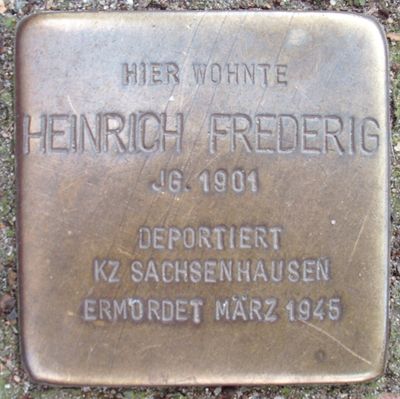 HIER WOHNTE
HEINRICH FREDERIG
JG. 1901
DEPORTIERT
KZ SACHSENHAUSEN
ERMORDET MÄRZ 1945